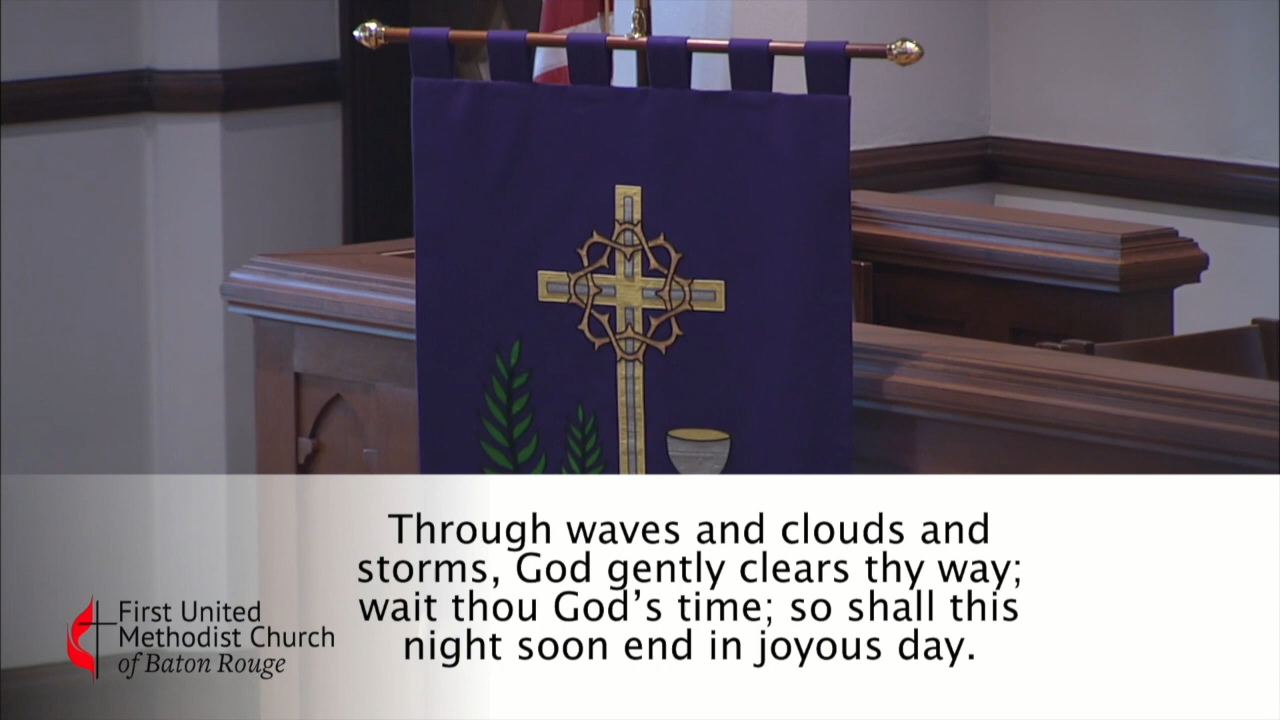 Through waves and clouds and
storms, God gently clears thy way;
wait thou God’s time; so shall this
night soon end in joyous day.
First United
Methodist Church
of Baton Rouge